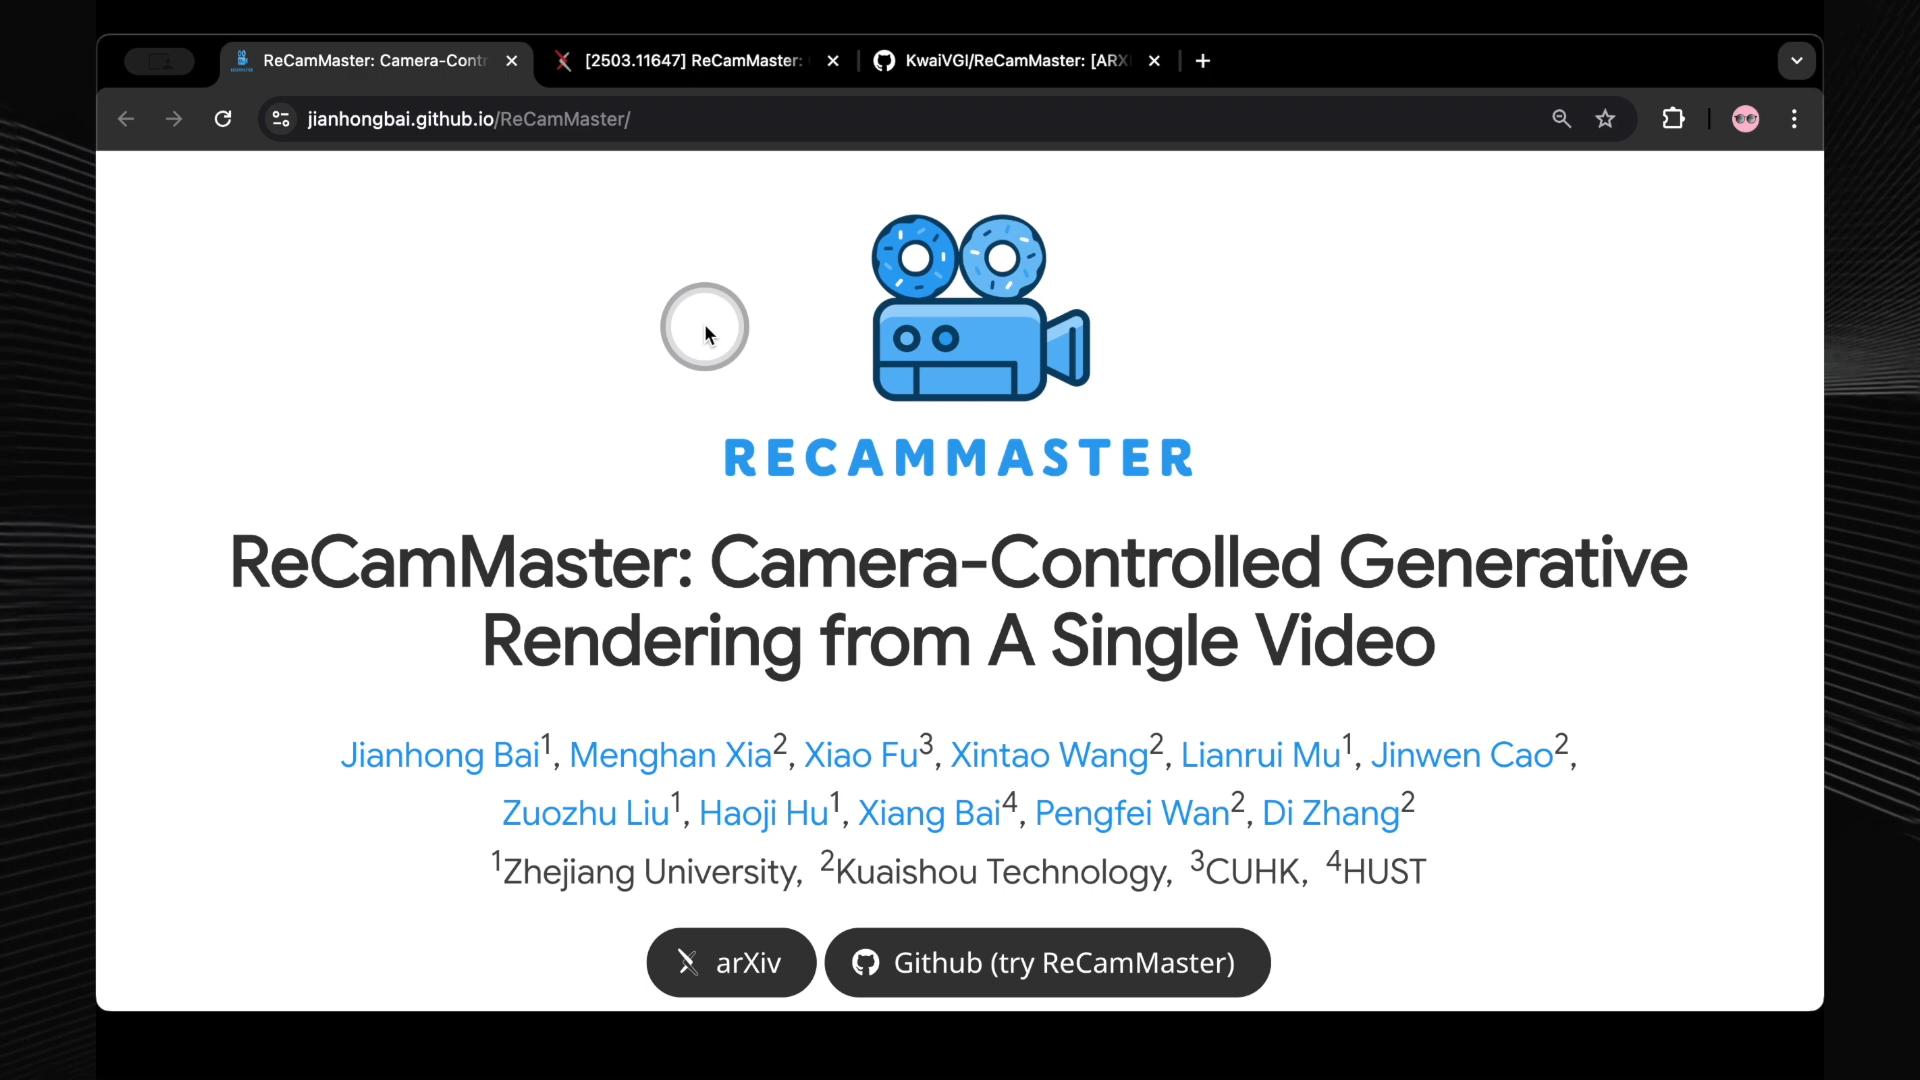 ReCamMaster: Camera-Contr
[2503.11647] ReCamMaster:
KwaiVGI/ReCamMaster: [ARX
jianhongbai.github.io/ReCamMaster/
RECAMMASTER
ReCamMaster: Camera-Controlled Generative
Rendering from A Single Video
Jianhong Bai1, Menghan Xia2, Xiao Fu3, Xintao Wang2, Lianrui Mu1, Jinwen Cao2,
Zuozhu Liu1, Haoji Hu1, Xiang Bai4, Pengfei Wan2, Di Zhang2
1Zhejiang University, 2Kuaishou Technology, 3CUHK, 4HUST
arXiv
Github (try ReCamMaster)